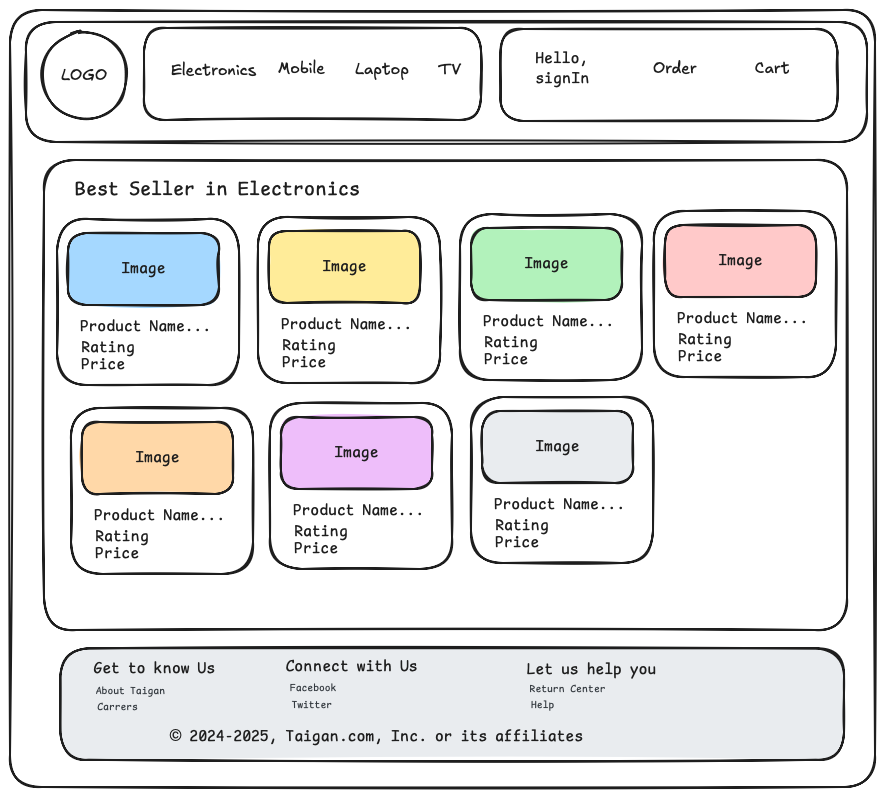 LOGO
Electronics Mobile Laptop TV
Hello,
signIn
Order
Cart
Best Seller in Electronics
Image
Product Name...
Rating
Price
Image
Product Name...
Rating
Price
Image
Product Name...
Rating
Price
Image
Product Name...
Rating
Price
Image
Product Name...
Rating
Price
Image
Product Name...
Rating
Price
Image
Product Name...
Rating
Price
Get to know Us
About Taigan
Carrers
Connect with Us
Facebook
Twitter
Let us help you
Return Center
Help
© 2024-2025, Taigan.com, Inc. or its affiliates